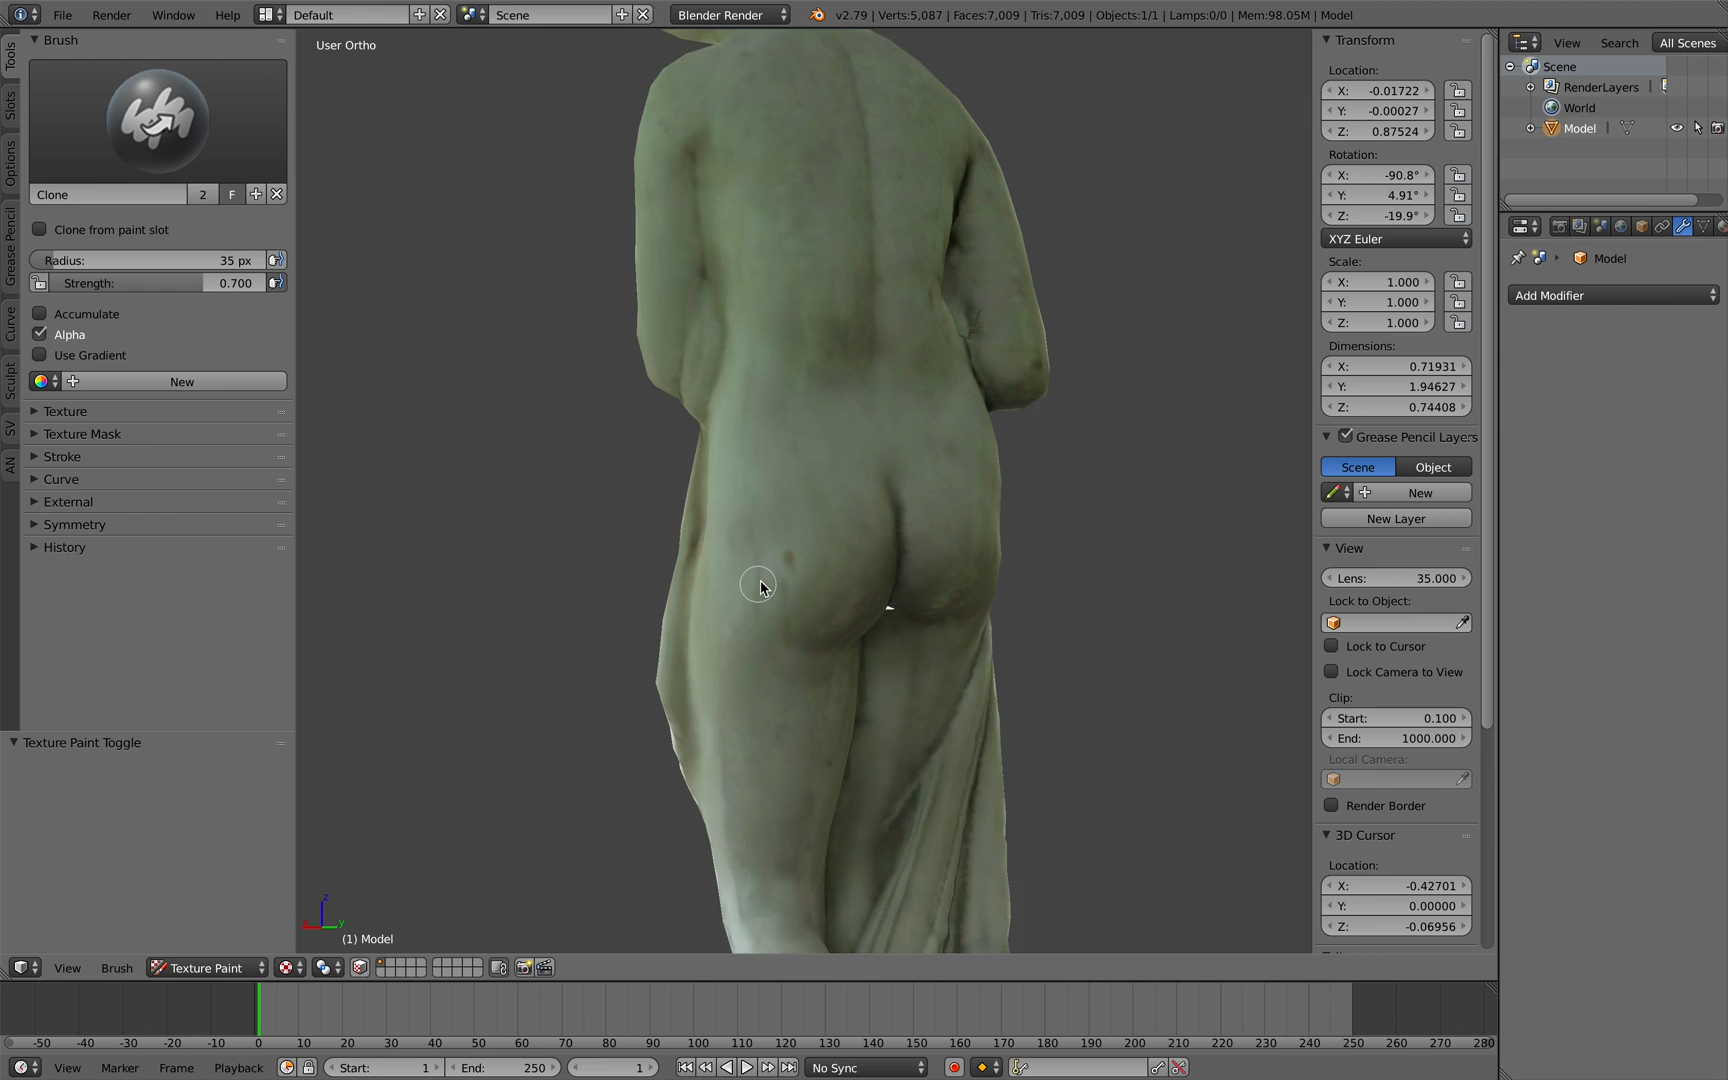 File Render Window Help Default Scene Blender Render v2.79 | Verts:5,087 | Faces:7,009 | Tris:7,009 | Objects:1/1 | Lamps:0/0 | Mem:98.05M | Model
Tools
Slots
Options
Grease Pencil
Curve
Sculpt
SV
AN
Brush
Clone 2 F
Clone from paint slot
Radius: 35 px
Strength: 0.700
Accumulate
Alpha
Use Gradient
New
Texture
Texture Mask
Stroke
Curve
External
Symmetry
History
Texture Paint Toggle
User Ortho
z
x y
(1) Model
Transform
Location:
X: -0.01722
Y: -0.00027
Z: 0.87524
Rotation:
X: -90.8°
Y: 4.91°
Z: -19.9°
XYZ Euler
Scale:
X: 1.000
Y: 1.000
Z: 1.000
Dimensions:
X: 0.71931
Y: 1.94627
Z: 0.74408
Grease Pencil Layers
Scene Object
New
New Layer
View
Lens: 35.000
Lock to Object:
Lock to Cursor
Lock Camera to View
Clip:
Start: 0.100
End: 1000.000
Local Camera:
Render Border
3D Cursor
Location:
X: -0.42701
Y: 0.00000
Z: -0.06956
View Search All Scenes
Scene
RenderLayers
World
Model
Model
Add Modifier
View Brush Texture Paint
-50 -40 -30 -20 -10 0 10 20 30 40 50 60 70 80 90 100 110 120 130 140 150 160 170 180 190 200 210 220 230 240 250 260 270 280
View Marker Frame Playback Start: 1 End: 250 1 No Sync